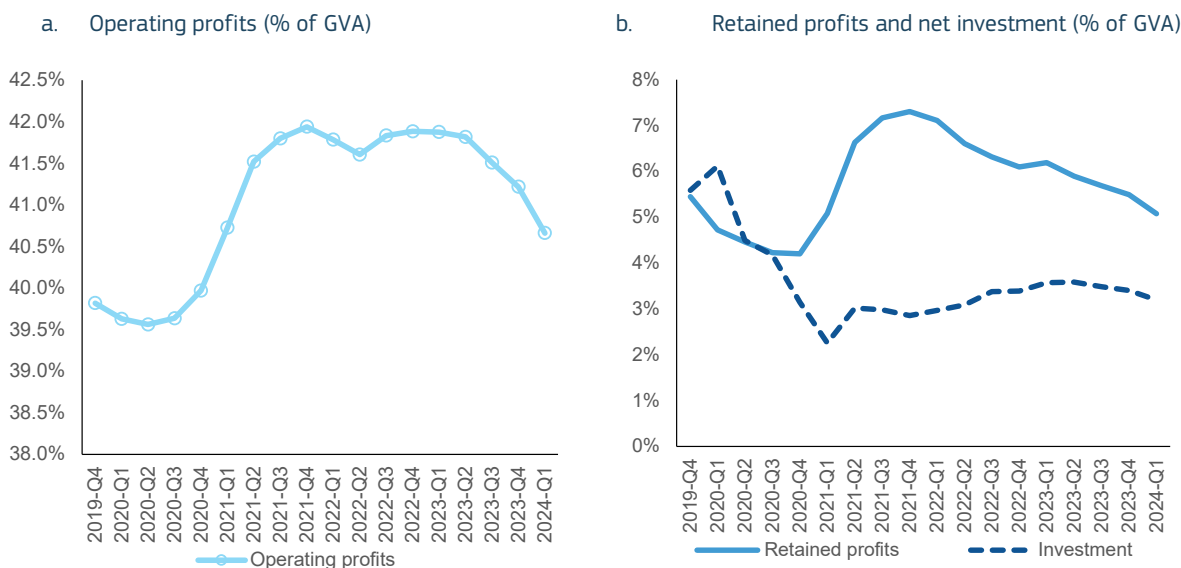 a. Operating profits (% of GVA)
42.5%
42.0%
41.5%
41.0%
40.5%
40.0%
39.5%
39.0%
38.5%
38.0%
2019-Q4
2020-Q1
2020-Q2
2020-Q3
2020-Q4
2021-Q1
2021-Q2
2021-Q3
2021-Q4
2022-Q1
2022-Q2
2022-Q3
2022-Q4
2023-Q1
2023-Q2
2023-Q3
2023-Q4
2024-Q1
Operating profits
b. Retained profits and net investment (% of GVA)
8%
7%
6%
5%
4%
3%
2%
1%
0%
2019-Q4
2020-Q1
2020-Q2
2020-Q3
2020-Q4
2021-Q1
2021-Q2
2021-Q3
2021-Q4
2022-Q1
2022-Q2
2022-Q3
2022-Q4
2023-Q1
2023-Q2
2023-Q3
2023-Q4
2024-Q1
Retained profits Investment